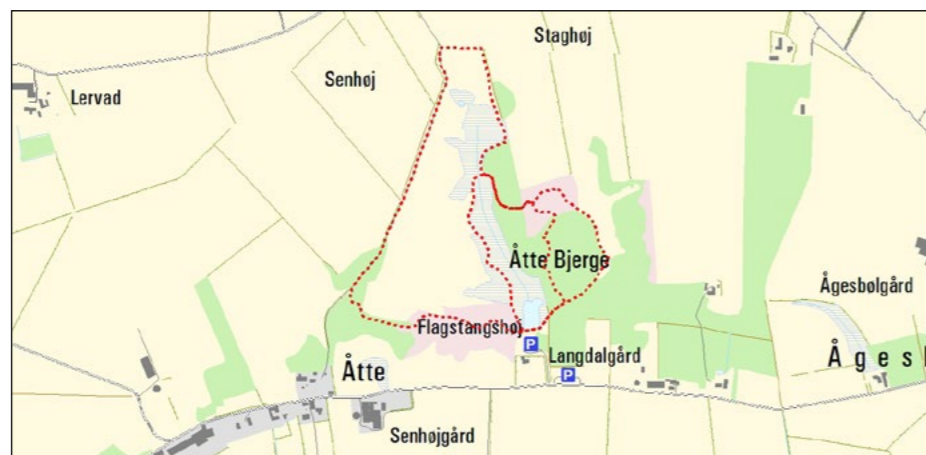 Staghøj
Senhøj
Lervad
Åtte Bjerge
Ågesbølgård
Flagstangshøj
P
Langdalgård
P
Åtte
Senhøjgård